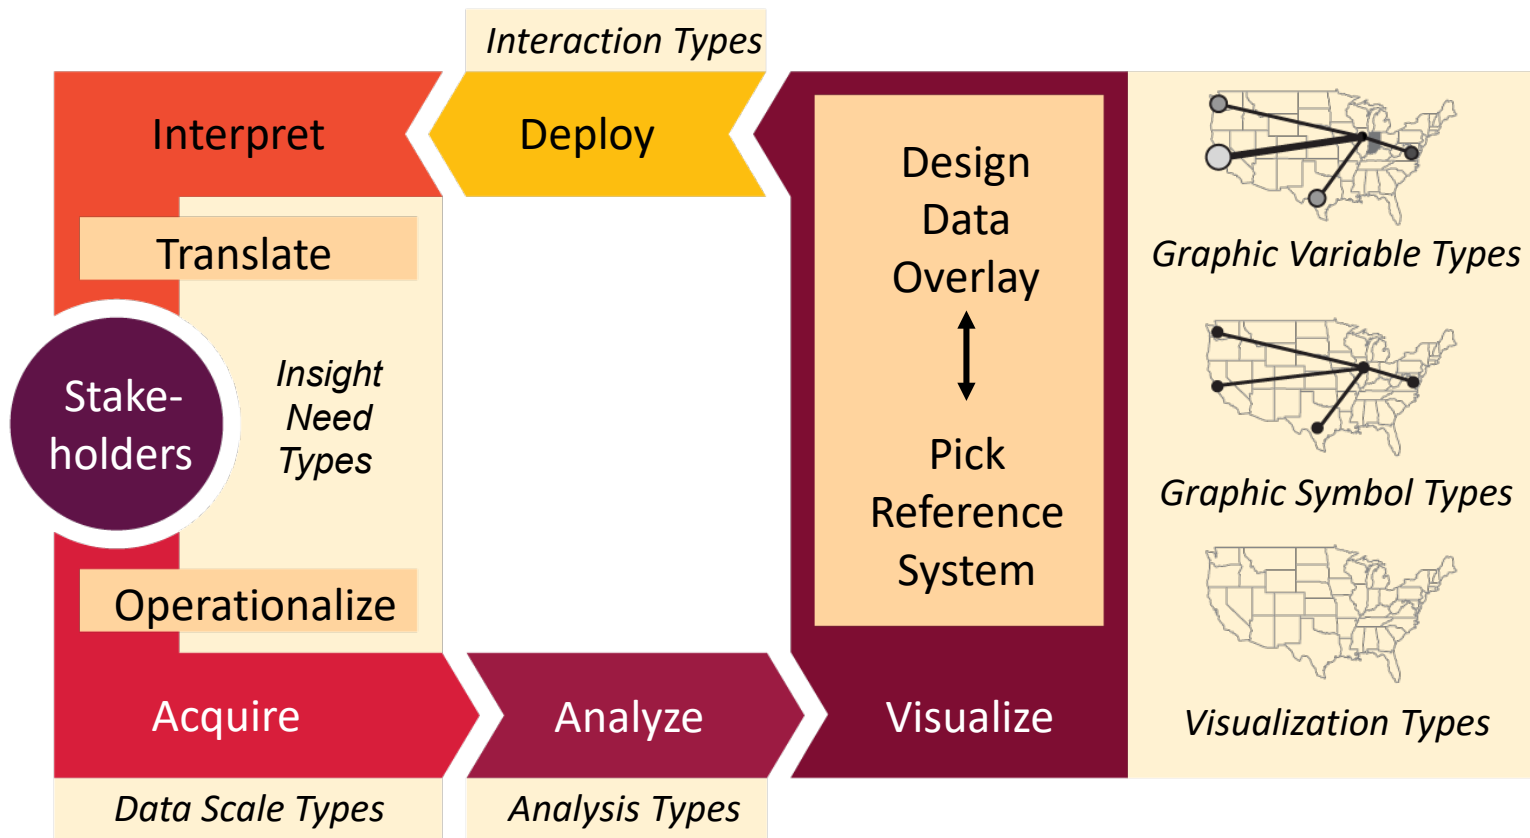 Interaction Types
Interpret
Deploy
Design
Data
Overlay
Pick
Reference
System
Visualize
Graphic Variable Types
Graphic Symbol Types
Visualization Types
Translate
Stake-
holders
Insight
Need
Types
Operationalize
Acquire
Analyze
Data Scale Types
Analysis Types